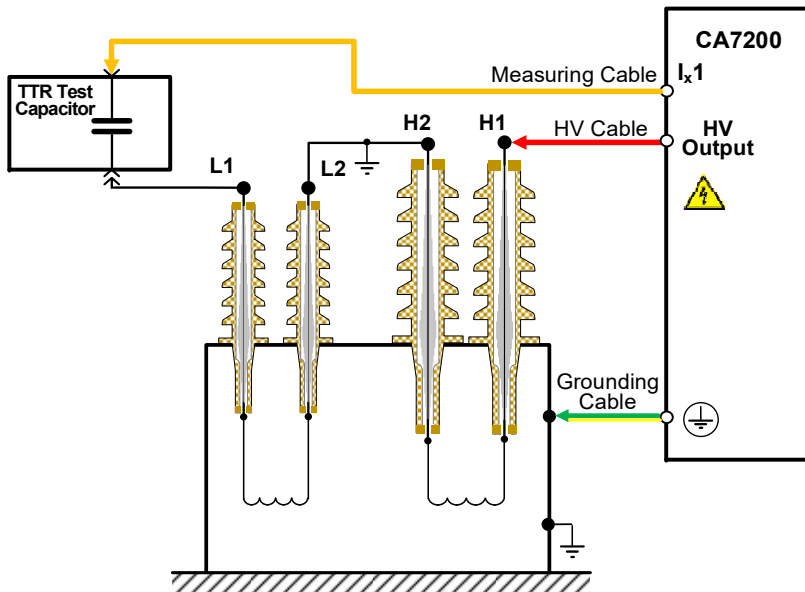 CA7200
Measuring Cable
Iₓ1
TTR Test
Capacitor
H2
H1
HV Cable
HV
Output
L1
L2
Grounding
Cable